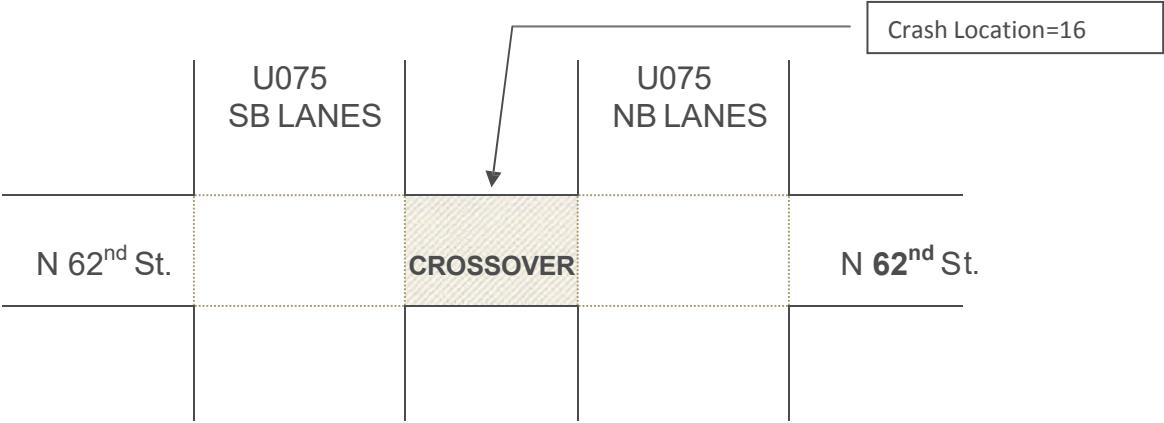 Crash Location=16
U075
SB LANES
U075
NB LANES
N 62nd St.
CROSSOVER
N 62nd St.